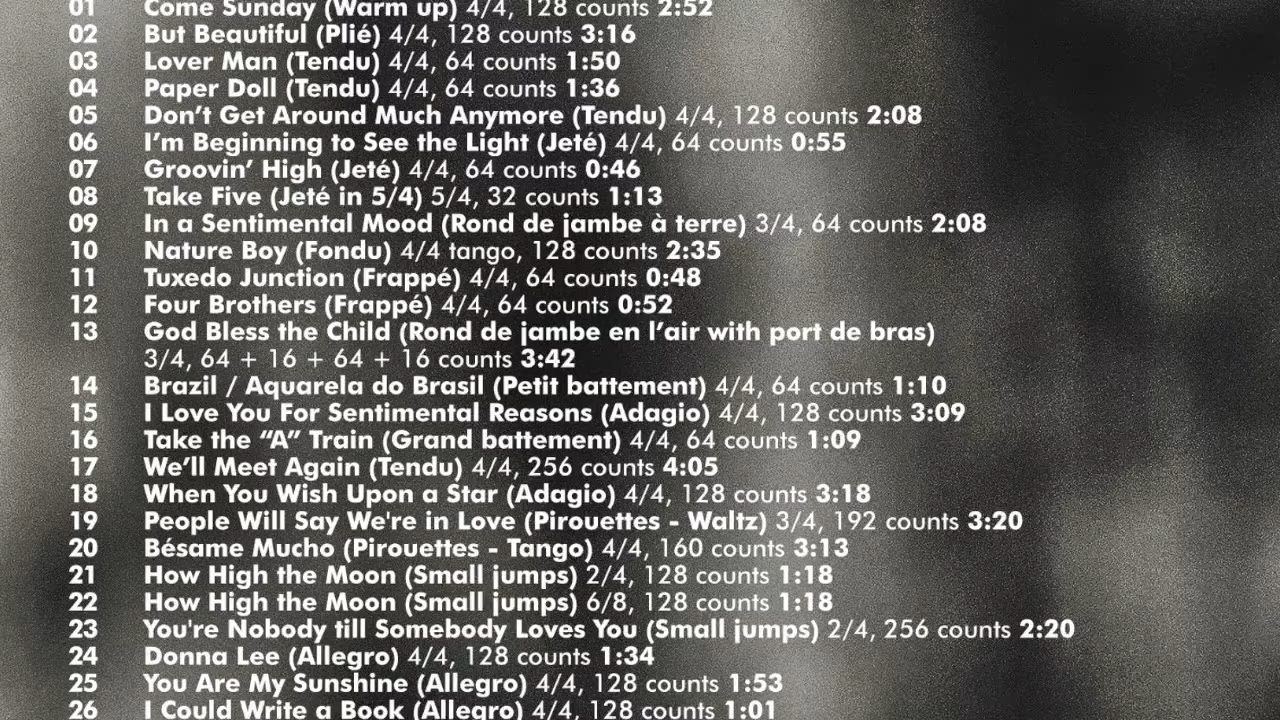 01 Come Sunday (Warm up) 4/4, 128 counts 2:52
02 But Beautiful (Plié) 4/4, 128 counts 3:16
03 Lover Man (Tendu) 4/4, 64 counts 1:50
04 Paper Doll (Tendu) 4/4, 64 counts 1:36
05 Don’t Get Around Much Anymore (Tendu) 4/4, 128 counts 2:08
06 I’m Beginning to See the Light (Jeté) 4/4, 64 counts 0:55
07 Groovin’ High (Jeté) 4/4, 64 counts 0:46
08 Take Five (Jeté in 5/4) 5/4, 32 counts 1:13
09 In a Sentimental Mood (Rond de jambe à terre) 3/4, 64 counts 2:08
10 Nature Boy (Fondu) 4/4 tango, 128 counts 2:35
11 Tuxedo Junction (Frappé) 4/4, 64 counts 0:48
12 Four Brothers (Frappé) 4/4, 64 counts 0:52
13 God Bless the Child (Rond de jambe en l’air with port de bras)
3/4, 64 + 16 + 64 + 16 counts 3:42
14 Brazil / Aquarela do Brasil (Petit battement) 4/4, 64 counts 1:10
15 I Love You For Sentimental Reasons (Adagio) 4/4, 128 counts 3:09
16 Take the “A” Train (Grand battement) 4/4, 64 counts 1:09
17 We’ll Meet Again (Tendu) 4/4, 256 counts 4:05
18 When You Wish Upon a Star (Adagio) 4/4, 128 counts 3:18
19 People Will Say We're in Love (Pirouettes - Waltz) 3/4, 192 counts 3:20
20 Bésame Mucho (Pirouettes - Tango) 4/4, 160 counts 3:13
21 How High the Moon (Small jumps) 2/4, 128 counts 1:18
22 How High the Moon (Small jumps) 6/8, 128 counts 1:18
23 You're Nobody till Somebody Loves You (Small jumps) 2/4, 256 counts 2:20
24 Donna Lee (Allegro) 4/4, 128 counts 1:34
25 You Are My Sunshine (Allegro) 4/4, 128 counts 1:53
26 I Could Write a Book (Allegro) 4/4, 128 counts 1:01